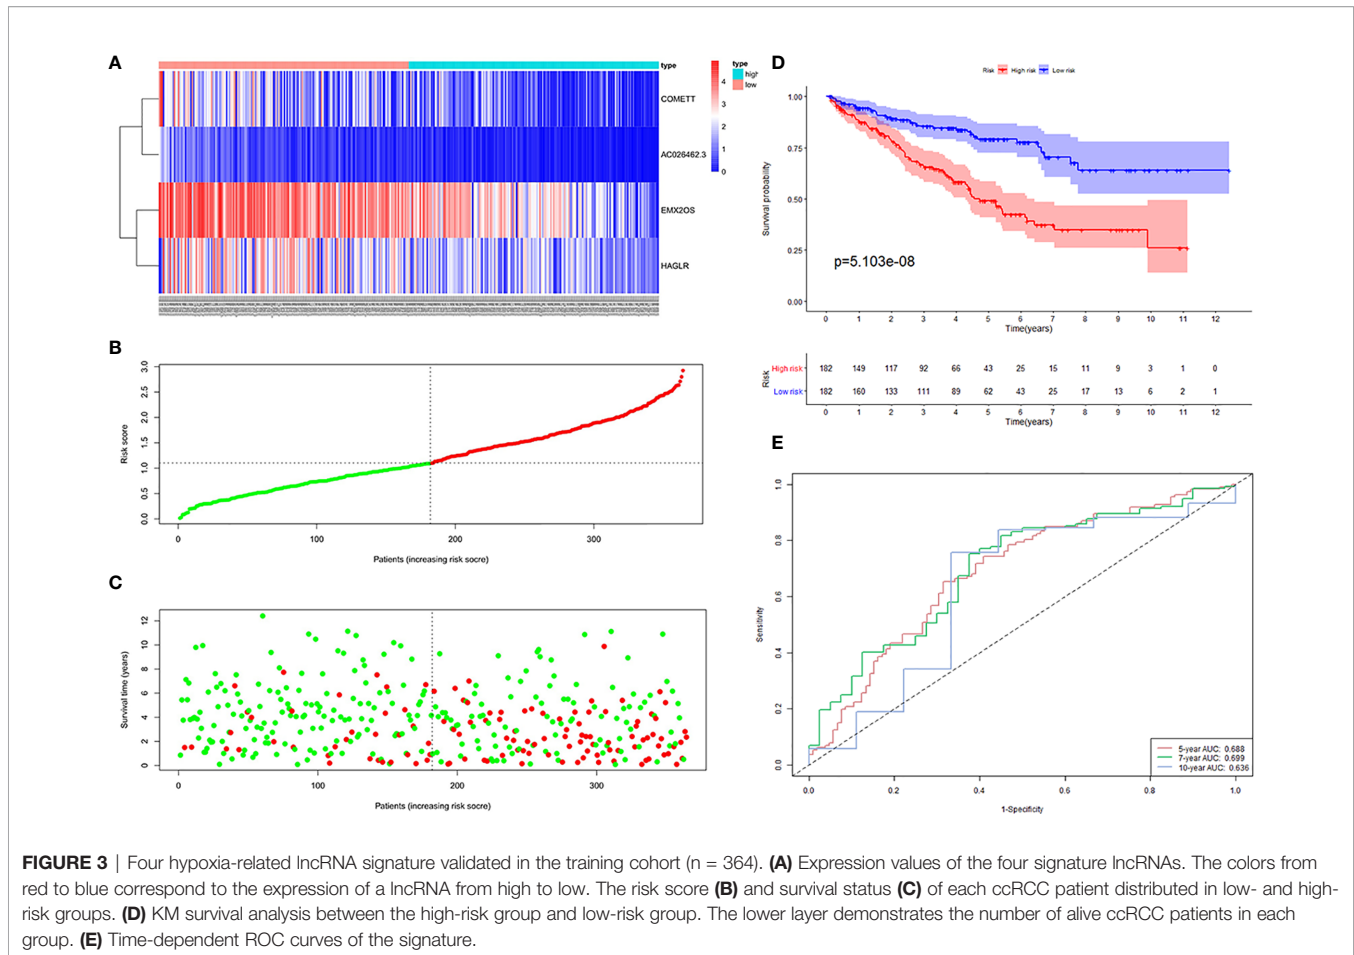 A
type
COMETT
AC026462.3
EMX2OS
HAGLR
4
3
2
1
0
type
high
low
B
3.0
2.5
2.0
1.5
1.0
0.5
0.0
Risk score
0 100 200 300
Patients (increasing risk socre)
C
12
10
8
6
4
2
0
Survival time (years)
0 100 200 300
Patients (increasing risk socre)
D
Risk High risk Low risk
1.00
0.75
0.50
0.25
0.00
Survival probability
p=5.103e-08
0 1 2 3 4 5 6 7 8 9 10 11 12
Time(years)
Risk
High risk 182 149 117 92 66 43 25 15 11 9 3 1 0
Low risk 182 160 133 111 89 62 43 25 17 13 6 2 1
0 1 2 3 4 5 6 7 8 9 10 11 12
Time(years)
E
1.0
0.8
0.6
0.4
0.2
0.0
Sensitivity
5-year AUC: 0.688
7-year AUC: 0.699
10-year AUC: 0.636
0.0 0.2 0.4 0.6 0.8 1.0
1-Specificity
FIGURE 3 | Four hypoxia-related lncRNA signature validated in the training cohort (n = 364). (A) Expression values of the four signature lncRNAs. The colors from
red to blue correspond to the expression of a lncRNA from high to low. The risk score (B) and survival status (C) of each ccRCC patient distributed in low- and high-
risk groups. (D) KM survival analysis between the high-risk group and low-risk group. The lower layer demonstrates the number of alive ccRCC patients in each
group. (E) Time-dependent ROC curves of the signature.